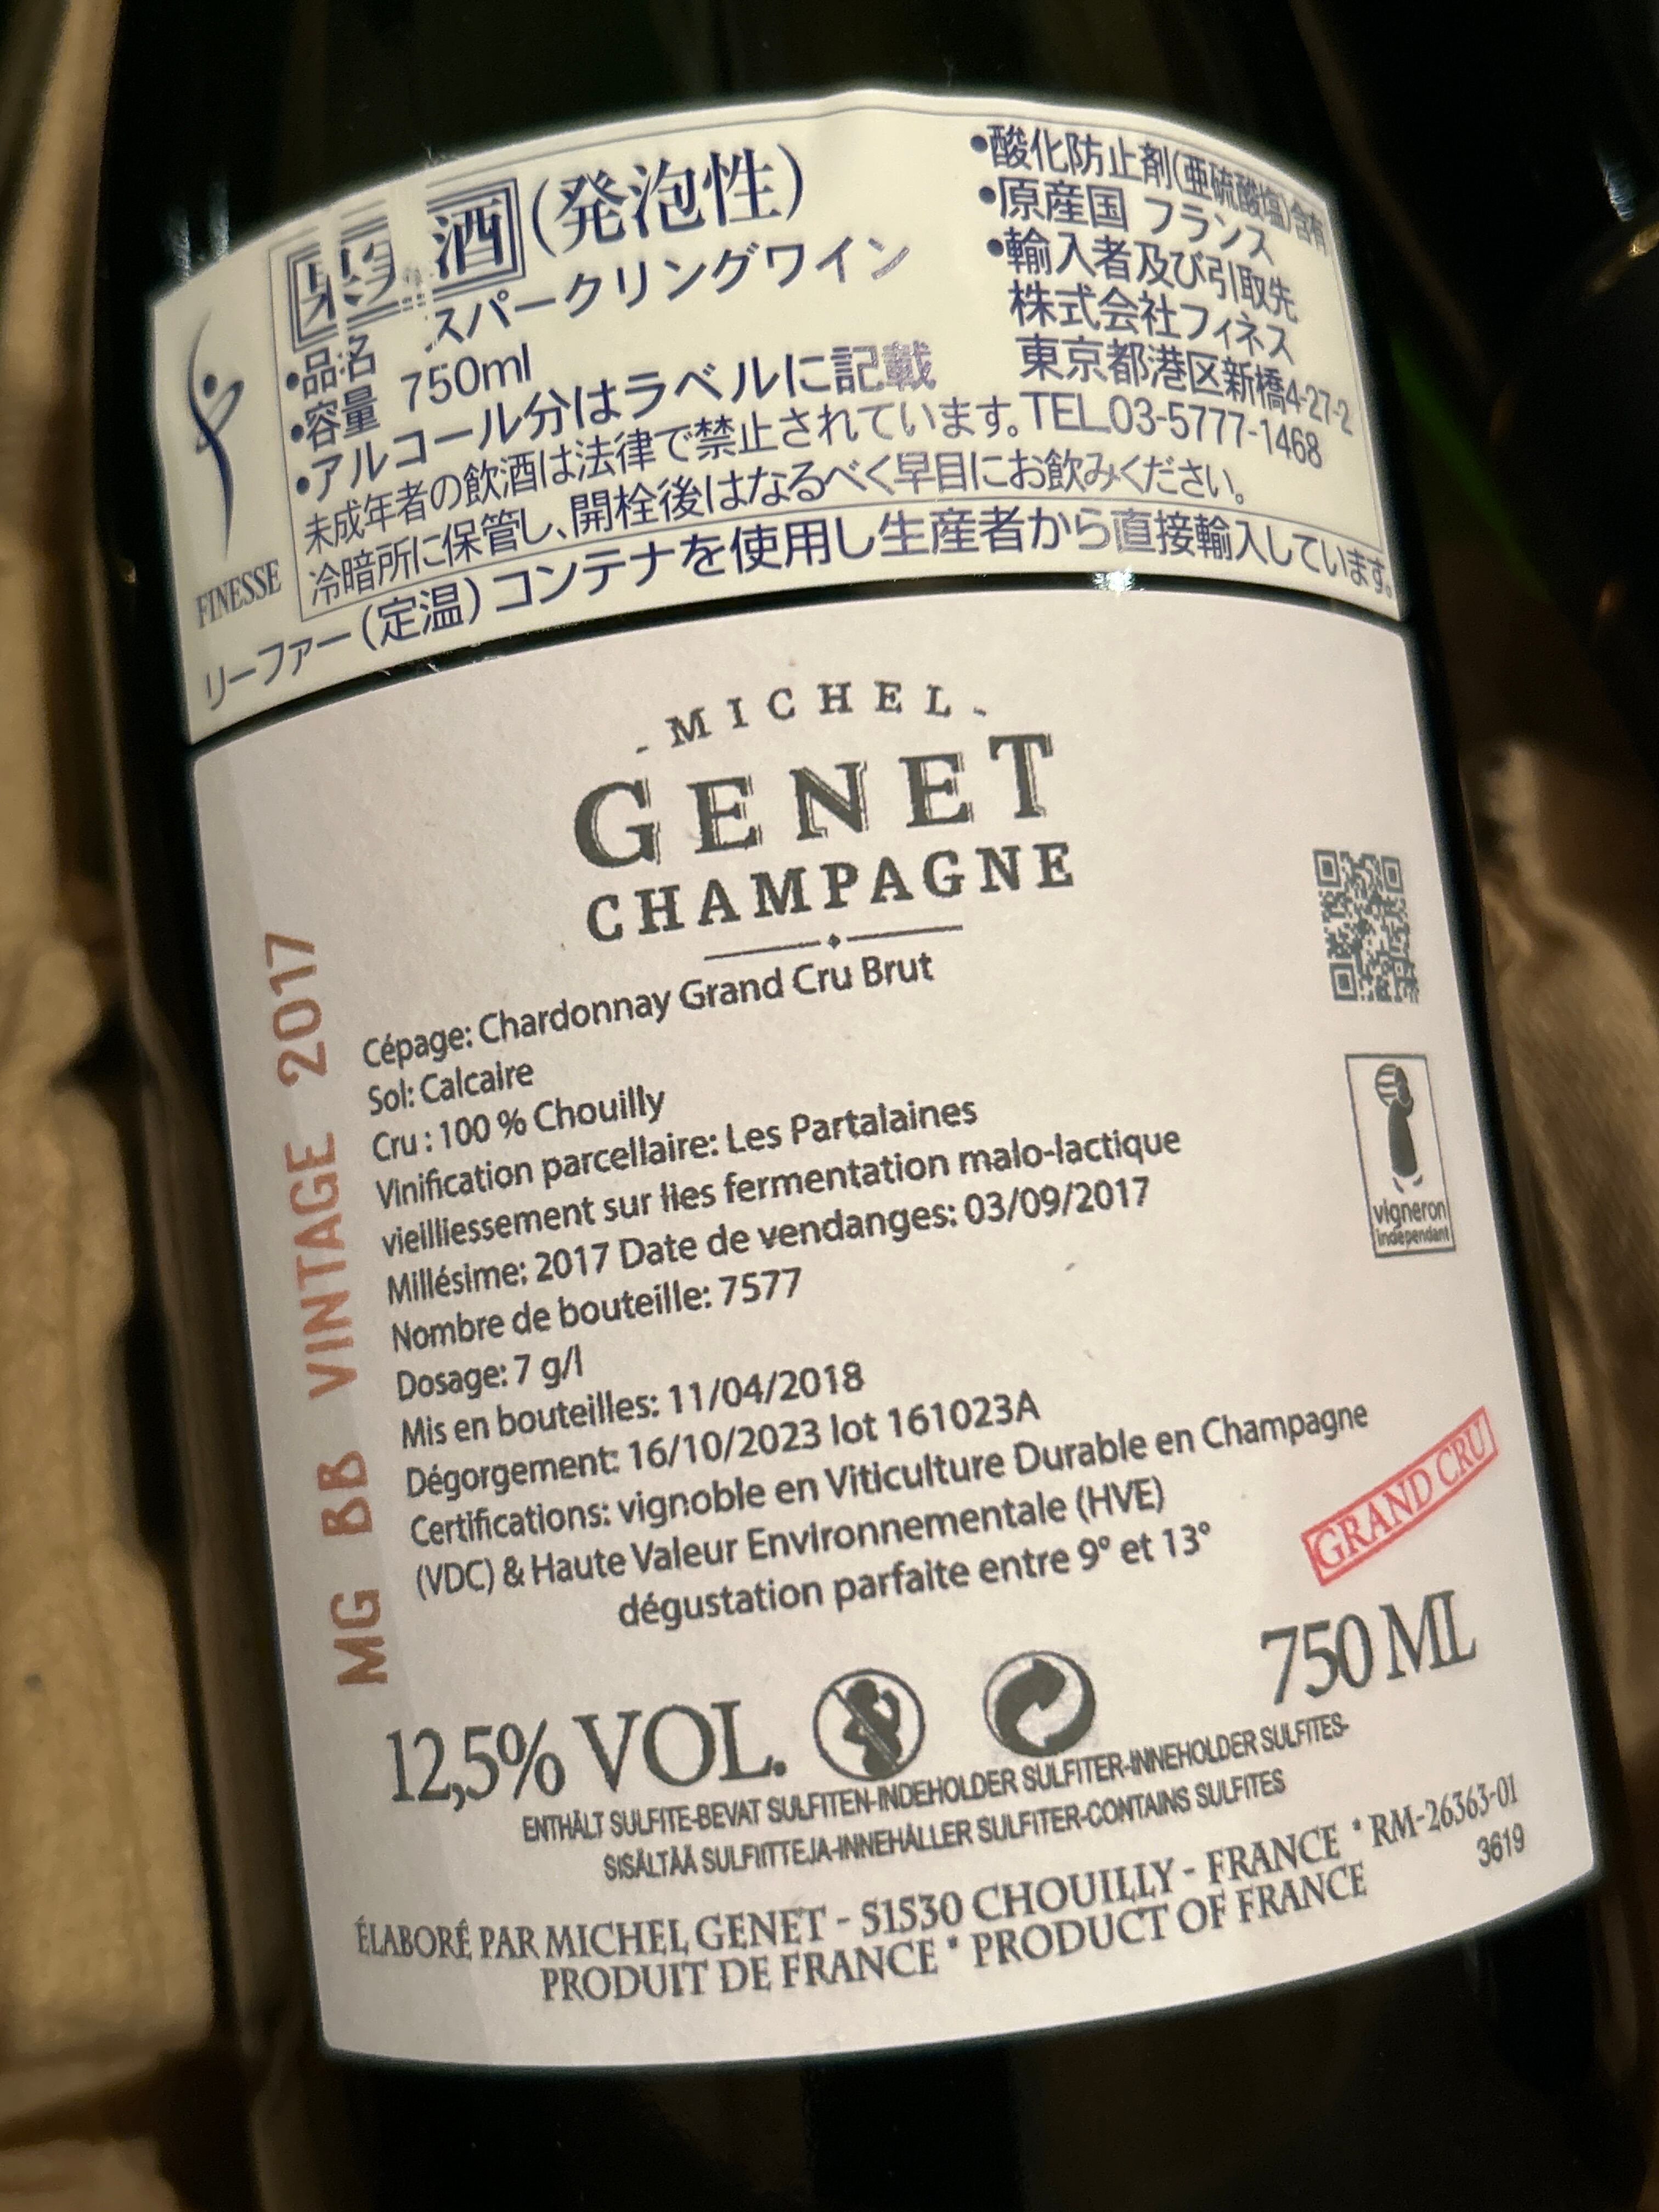 果実酒(発泡性)
•品名 スパークリングワイン
•容量 750ml
•アルコール分はラベルに記載
•酸化防止剤(亜硫酸塩)含有
•原産国 フランス
•輸入者及び引取先
株式会社フィネス
東京都港区新橋4-27-2
TEL03-5777-1468
未成年者の飲酒は法律で禁止されています。
冷暗所に保管し、開栓後はなるべく早目にお飲みください。
FINESSE
リーファー(定温)コンテナを使用し生産者から直接輸入しています。
- MICHEL -
GENET
CHAMPAGNE
MG BB VINTAGE 2017
Cépage: Chardonnay Grand Cru Brut
Sol: Calcaire
Cru : 100 % Chouilly
Vinification parcellaire: Les Partalaines
vieilliessement sur lies fermentation malo-lactique
Millésime: 2017 Date de vendanges: 03/09/2017
Nombre de bouteille: 7577
Dosage: 7 g/l
Mis en bouteilles: 11/04/2018
Dégorgement: 16/10/2023 lot 161023A
Certifications: vignoble en Viticulture Durable en Champagne
(VDC) & Haute Valeur Environnementale (HVE)
dégustation parfaite entre 9° et 13°
vigneron
indépendant
GRAND CRU
12,5% VOL.
750 ML
ENTHÄLT SULFITE-BEVAT SULFITEN-INDEHOLDER SULFITER-INNEHOLDER SULFITES-
SISÄLTÄÄ SULFIITTEJA-INNEHÅLLER SULFITER-CONTAINS SULFITES
ÉLABORÉ PAR MICHEL GENET - 51530 CHOUILLY - FRANCE * RM-26363-01
PRODUIT DE FRANCE * PRODUCT OF FRANCE
3619